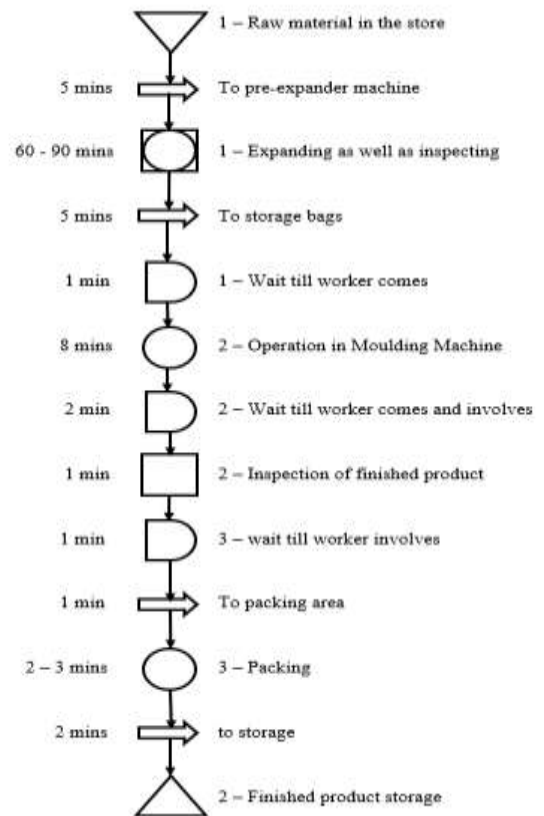 1 – Raw material in the store
5 mins To pre-expander machine
60 - 90 mins 1 – Expanding as well as inspecting
5 mins To storage bags
1 min 1 – Wait till worker comes
8 mins 2 – Operation in Moulding Machine
2 min 2 – Wait till worker comes and involves
1 min 2 – Inspection of finished product
1 min 3 – wait till worker involves
1 min To packing area
2 – 3 mins 3 – Packing
2 mins to storage
2 – Finished product storage